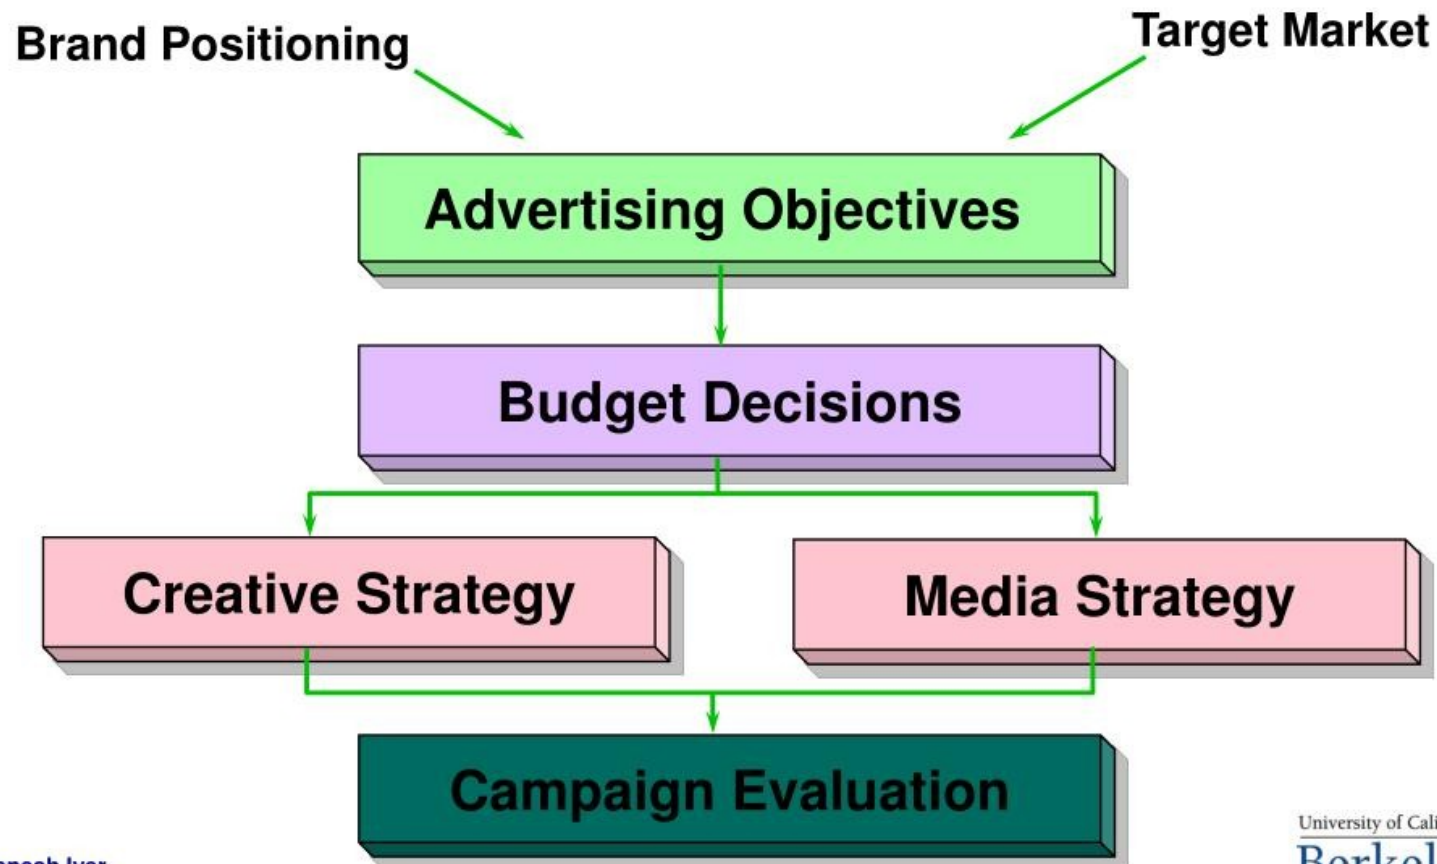 Brand Positioning
Target Market
Advertising Objectives
Budget Decisions
Creative Strategy
Media Strategy
Campaign Evaluation
University of Cali